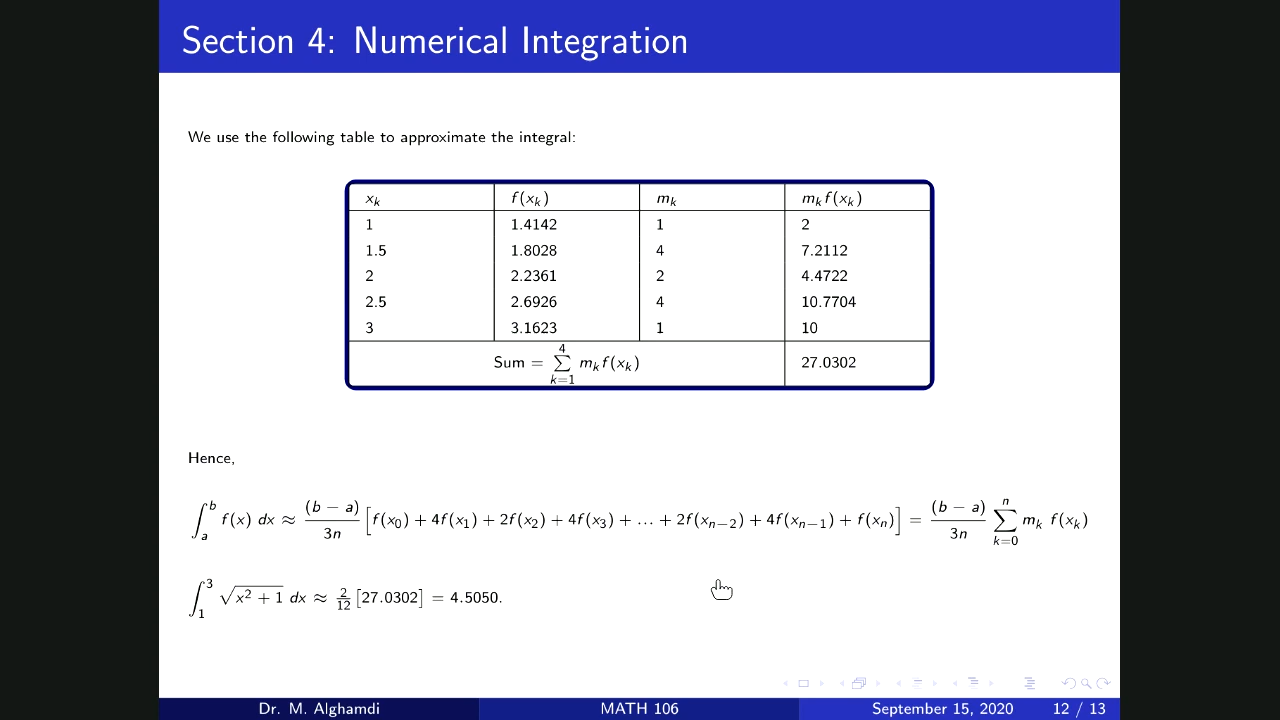 Section 4: Numerical Integration
We use the following table to approximate the integral:
x_k f(x_k) m_k m_k f(x_k)
1 1.4142 1 2
1.5 1.8028 4 7.2112
2 2.2361 2 4.4722
2.5 2.6926 4 10.7704
3 3.1623 1 10
Sum = ∑_{k=1}^{4} m_k f(x_k) 27.0302
Hence,
∫_a^b f(x) dx ≈ (b − a)/3n [f(x_0) + 4f(x_1) + 2f(x_2) + 4f(x_3) + ... + 2f(x_{n−2}) + 4f(x_{n−1}) + f(x_n)] = (b − a)/3n ∑_{k=0}^{n} m_k f(x_k)
∫_1^3 √(x^2 + 1) dx ≈ 2/12 [27.0302] = 4.5050.
Dr. M. Alghamdi MATH 106 September 15, 2020 12 / 13